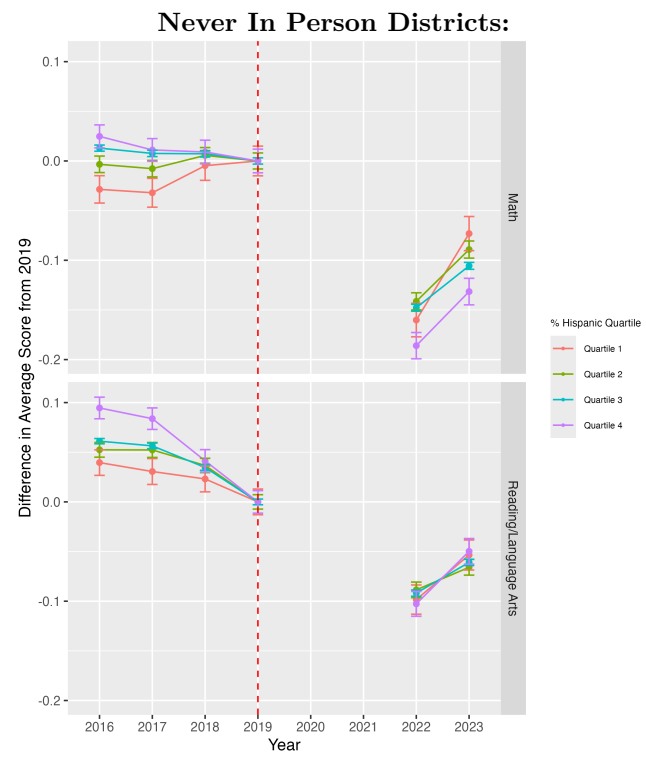 Never In Person Districts:
Difference in Average Score from 2019
0.1
0.0
-0.1
-0.2
Math
0.1
0.0
-0.1
-0.2
Reading/Language Arts
2016 2017 2018 2019 2020 2021 2022 2023
Year
% Hispanic Quartile
Quartile 1
Quartile 2
Quartile 3
Quartile 4